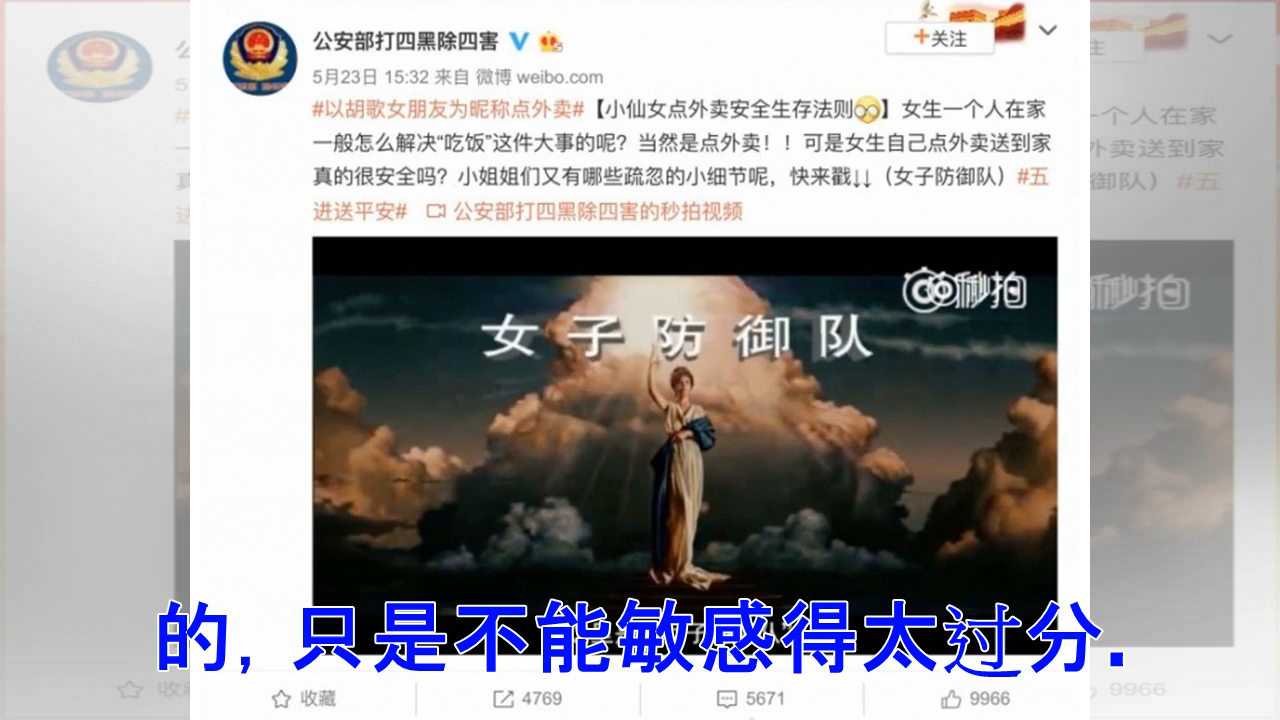 公安部打四黑除四害
+关注
5月23日 15:32 来自 微博 weibo.com
#以胡歌女朋友为昵称点外卖#【小仙女点外卖安全生存法则】女生一个人在家
一般怎么解决“吃饭”这件大事的呢？当然是点外卖！！可是女生自己点外卖送到家
真的很安全吗？小姐姐们又有哪些疏忽的小细节呢，快来戳↓↓（女子防御队）#五
进送平安# 公安部打四黑除四害的秒拍视频
秒拍
女子防御队
的，只是不能敏感得太过分.
收藏 4769 5671 9966